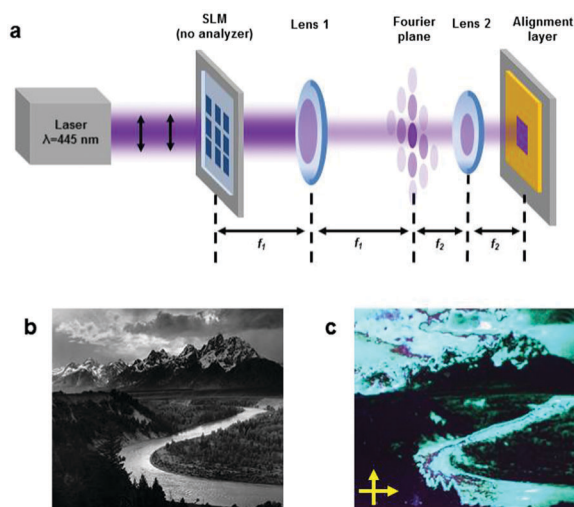 a
SLM
(no analyzer)
Lens 1
Fourier
plane
Lens 2
Alignment
layer
Laser
λ=445 nm
f1
f1
f2
f2
b
c